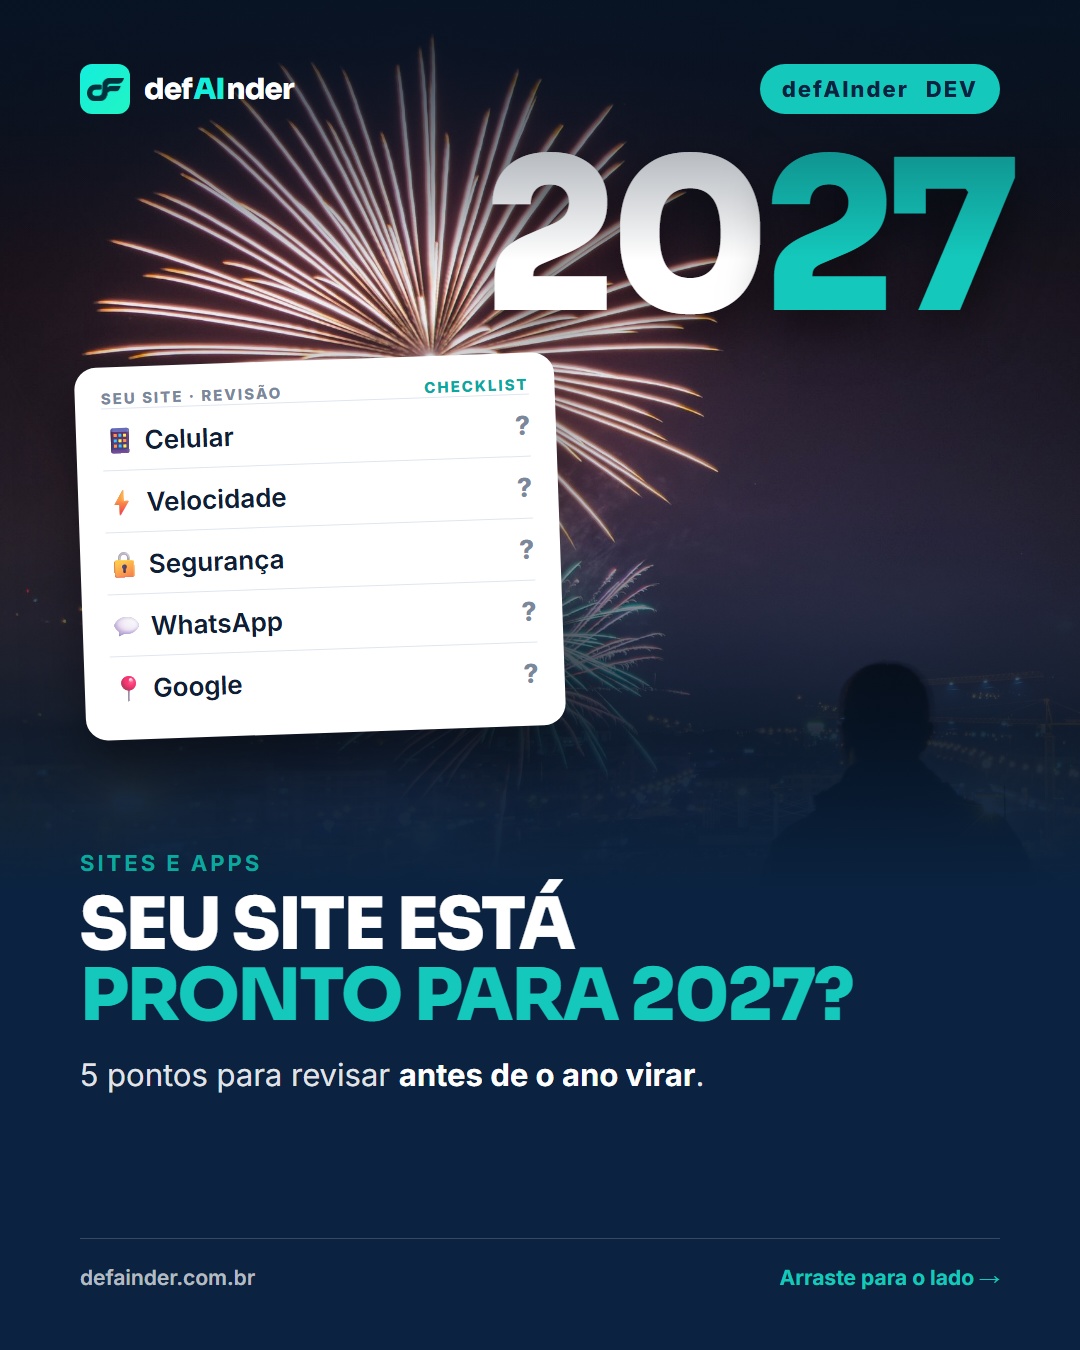 defAInder
defAInder DEV
2027
SEU SITE · REVISÃO
CHECKLIST
Celular ?
Velocidade ?
Segurança ?
WhatsApp ?
Google ?
SITES E APPS
SEU SITE ESTÁ
PRONTO PARA 2027?
5 pontos para revisar antes de o ano virar.
defainder.com.br
Arraste para o lado →